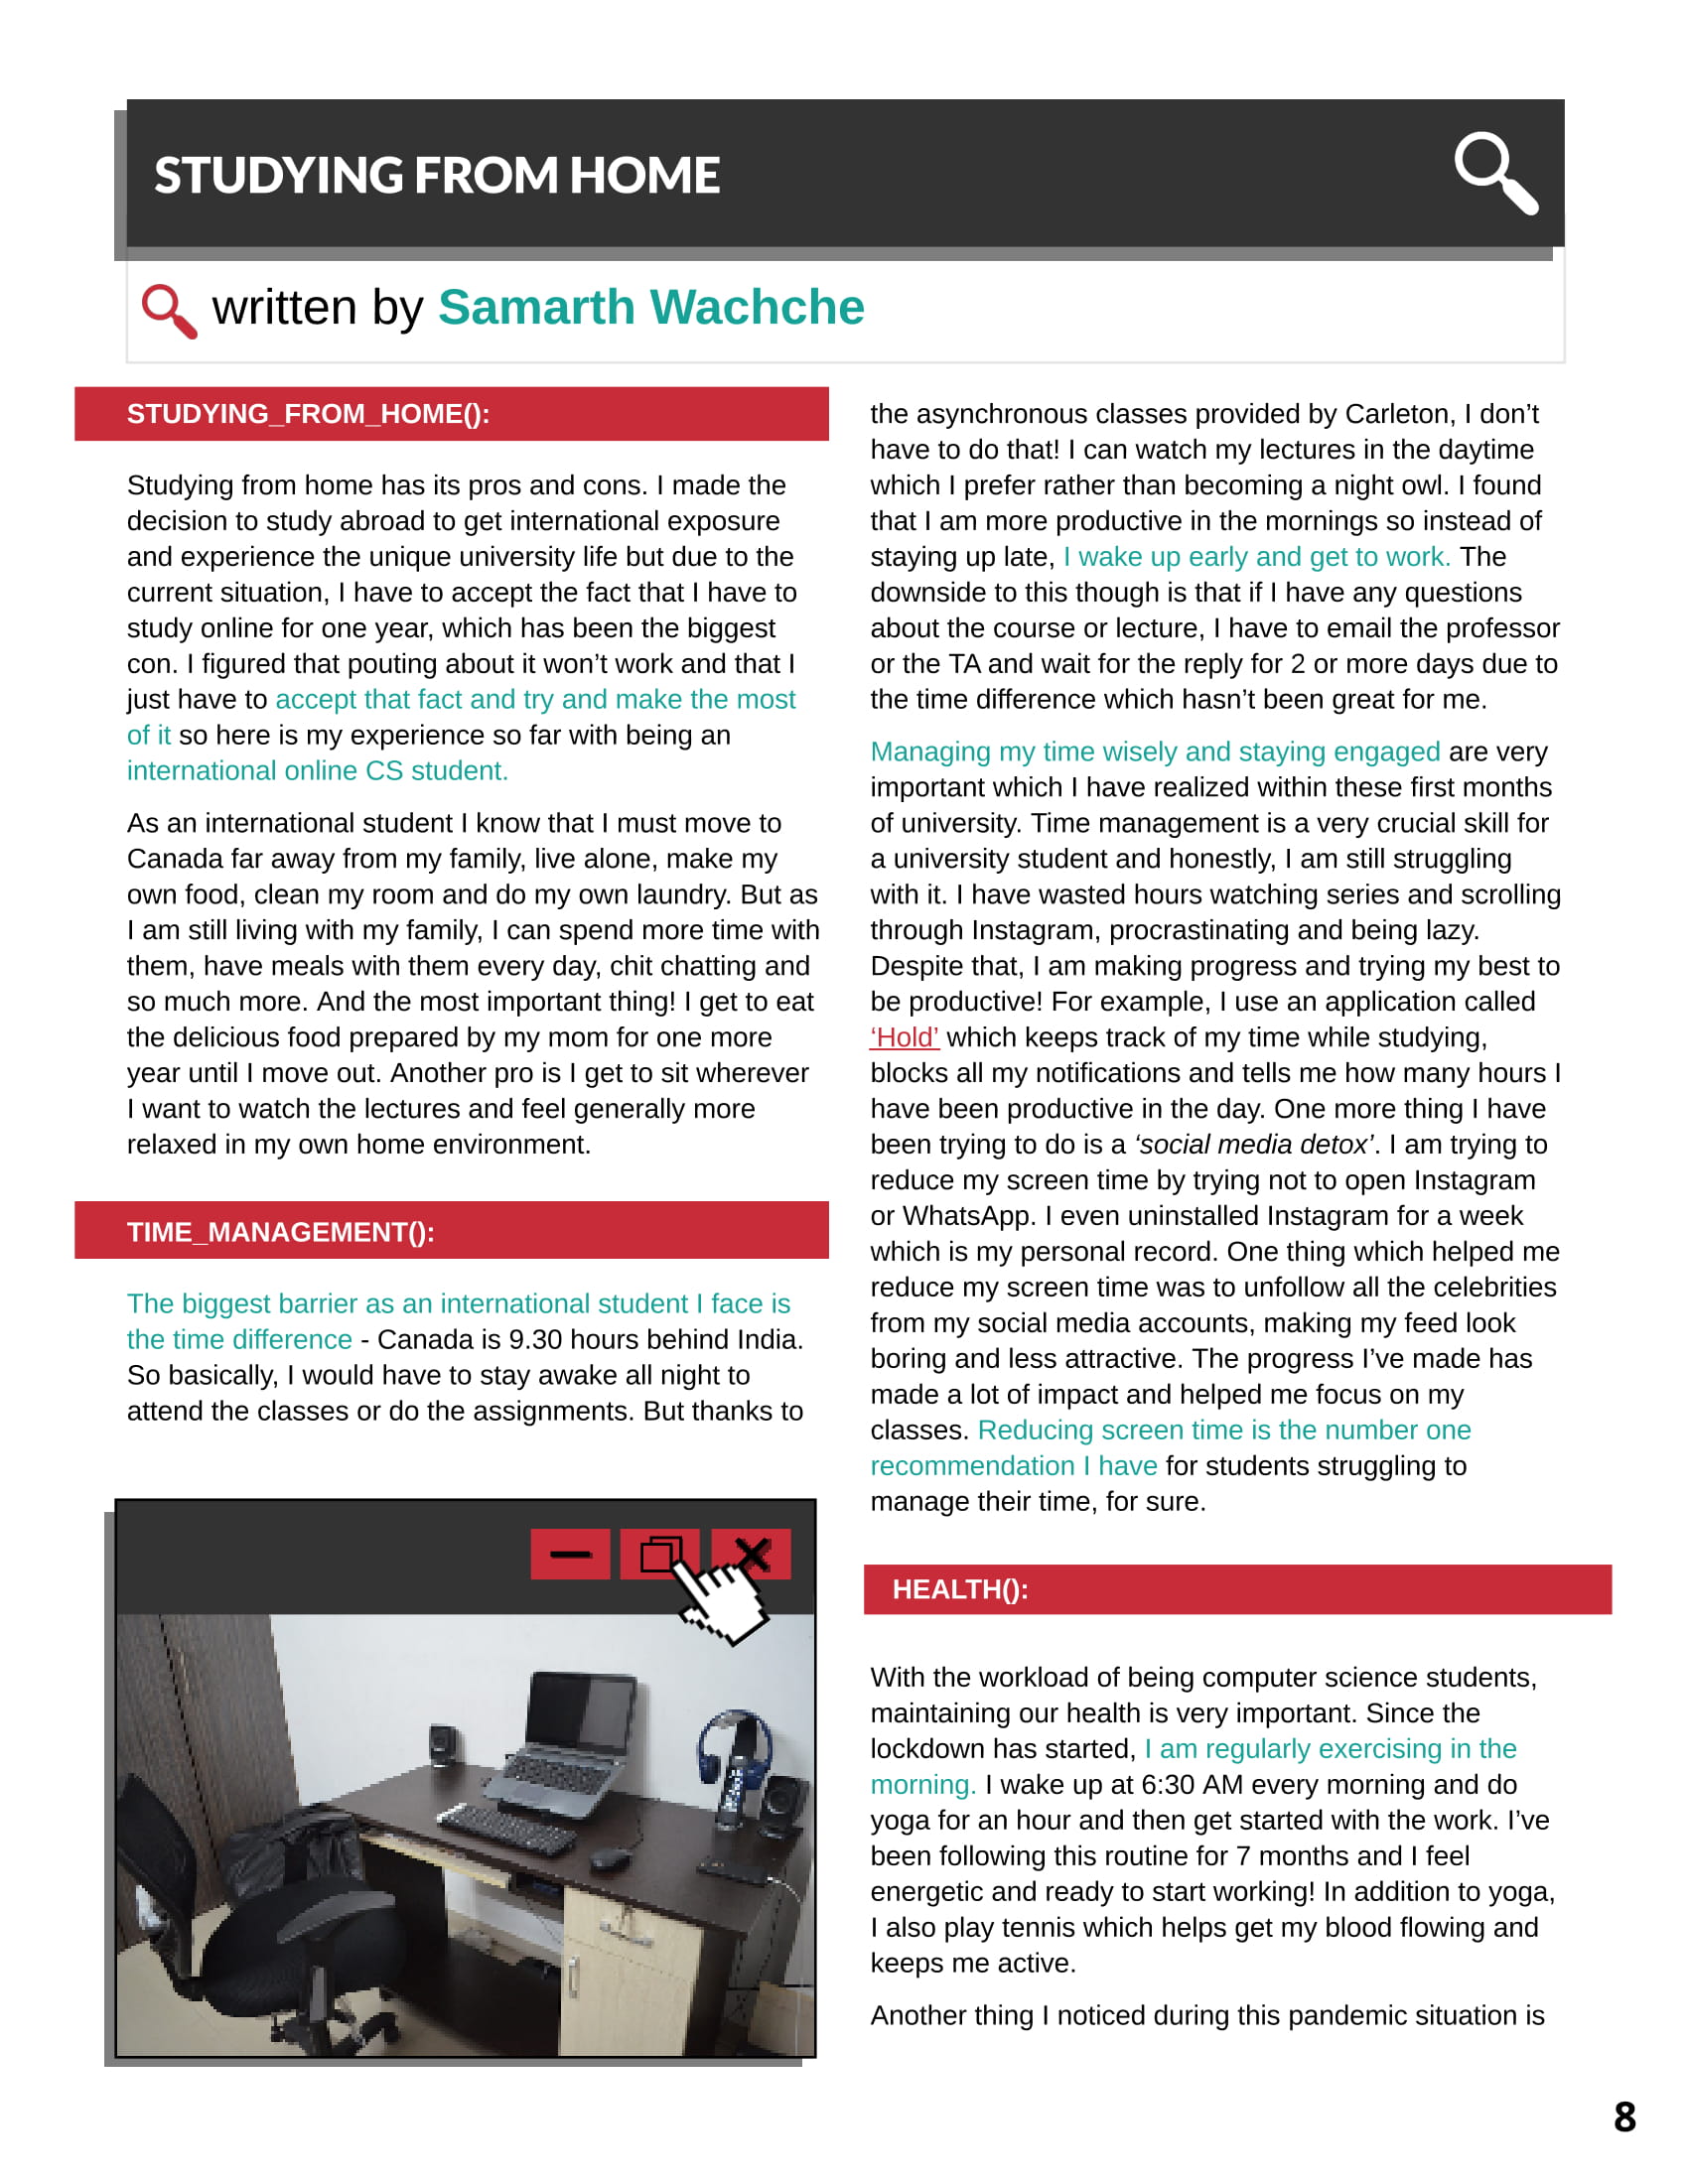 STUDYING FROM HOME
written by Samarth Wachche
STUDYING_FROM_HOME():
Studying from home has its pros and cons. I made the
decision to study abroad to get international exposure
and experience the unique university life but due to the
current situation, I have to accept the fact that I have to
study online for one year, which has been the biggest
con. I figured that pouting about it won’t work and that I
just have to accept that fact and try and make the most
of it so here is my experience so far with being an
international online CS student.
As an international student I know that I must move to
Canada far away from my family, live alone, make my
own food, clean my room and do my own laundry. But as
I am still living with my family, I can spend more time with
them, have meals with them every day, chit chatting and
so much more. And the most important thing! I get to eat
the delicious food prepared by my mom for one more
year until I move out. Another pro is I get to sit wherever
I want to watch the lectures and feel generally more
relaxed in my own home environment.
TIME_MANAGEMENT():
The biggest barrier as an international student I face is
the time difference - Canada is 9.30 hours behind India.
So basically, I would have to stay awake all night to
attend the classes or do the assignments. But thanks to
the asynchronous classes provided by Carleton, I don’t
have to do that! I can watch my lectures in the daytime
which I prefer rather than becoming a night owl. I found
that I am more productive in the mornings so instead of
staying up late, I wake up early and get to work. The
downside to this though is that if I have any questions
about the course or lecture, I have to email the professor
or the TA and wait for the reply for 2 or more days due to
the time difference which hasn’t been great for me.
Managing my time wisely and staying engaged are very
important which I have realized within these first months
of university. Time management is a very crucial skill for
a university student and honestly, I am still struggling
with it. I have wasted hours watching series and scrolling
through Instagram, procrastinating and being lazy.
Despite that, I am making progress and trying my best to
be productive! For example, I use an application called
‘Hold’ which keeps track of my time while studying,
blocks all my notifications and tells me how many hours I
have been productive in the day. One more thing I have
been trying to do is a ‘social media detox’. I am trying to
reduce my screen time by trying not to open Instagram
or WhatsApp. I even uninstalled Instagram for a week
which is my personal record. One thing which helped me
reduce my screen time was to unfollow all the celebrities
from my social media accounts, making my feed look
boring and less attractive. The progress I’ve made has
made a lot of impact and helped me focus on my
classes. Reducing screen time is the number one
recommendation I have for students struggling to
manage their time, for sure.
HEALTH():
With the workload of being computer science students,
maintaining our health is very important. Since the
lockdown has started, I am regularly exercising in the
morning. I wake up at 6:30 AM every morning and do
yoga for an hour and then get started with the work. I’ve
been following this routine for 7 months and I feel
energetic and ready to start working! In addition to yoga,
I also play tennis which helps get my blood flowing and
keeps me active.
Another thing I noticed during this pandemic situation is
8